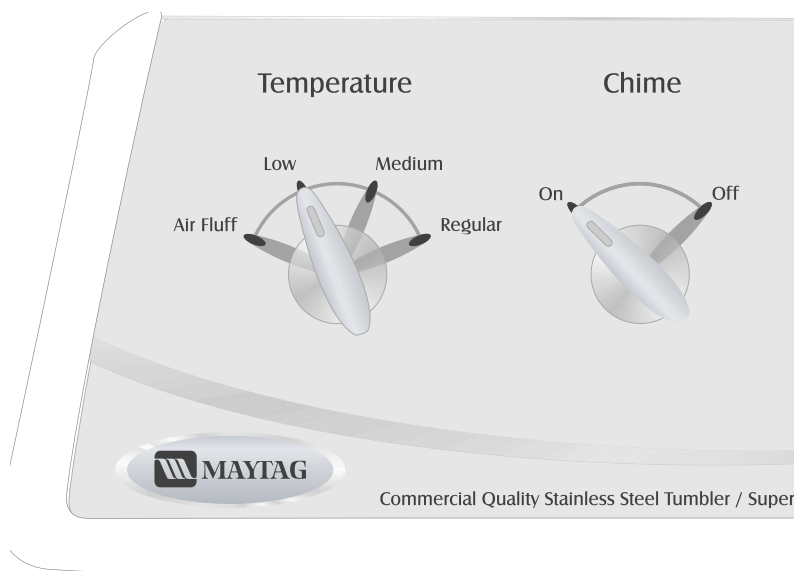 Temperature
Chime
Low
Medium
Air Fluff
Regular
On
Off
MAYTAG
Commercial Quality Stainless Steel Tumbler / Super